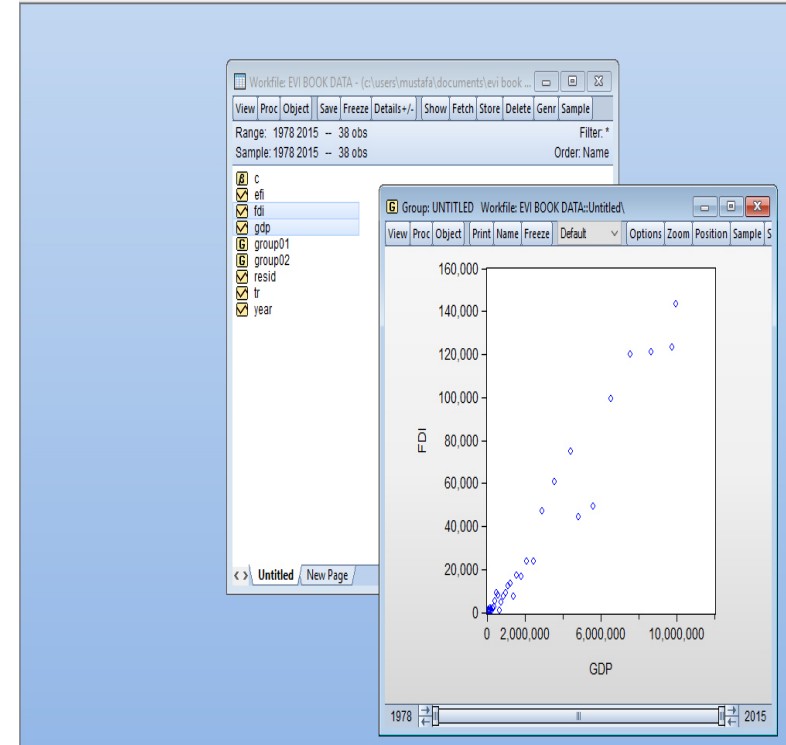 Workfile: EVI BOOK DATA - (c:\users\mustafa\documents\evi book ...
View Proc Object Save Freeze Details+/- Show Fetch Store Delete Genr Sample
Range: 1978 2015 -- 38 obs Filter: *
Sample: 1978 2015 -- 38 obs Order: Name
β c
efi
fdi
gdp
G group01
G group02
resid
tr
year
Untitled New Page
G Group: UNTITLED Workfile: EVI BOOK DATA::Untitled\
View Proc Object Print Name Freeze Default Options Zoom Position Sample S
160,000
140,000
120,000
100,000
80,000
60,000
40,000
20,000
0
FDI
0 2,000,000 6,000,000 10,000,000
GDP
1978 2015